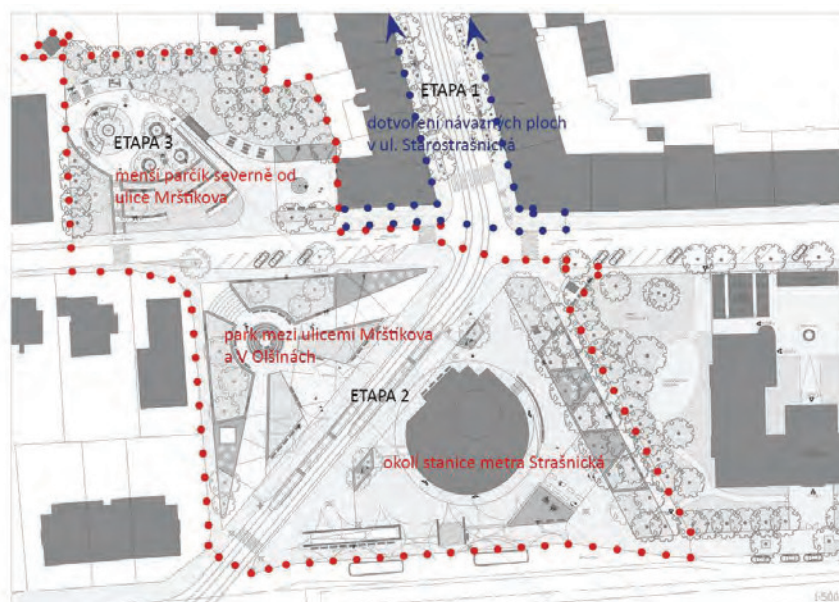 ETAPA 1
dotvoření návazných ploch
v ul. Starostrašnická
ETAPA 3
menší parčík severně od
ulice Mrštíkova
park mezi ulicemi Mrštíkova
a V Olšinách
ETAPA 2
okolí stanice metra Strašnická